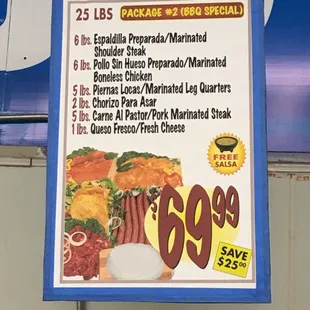 25 LBS PACKAGE #2 (BBQ SPECIAL)
6 lbs. Espaldilla Preparada/Marinated
Shoulder Steak
6 lbs. Pollo Sin Hueso Preparado/Marinated
Boneless Chicken
5 lbs. Piernas Locas/Marinated Leg Quarters
2 lbs. Chorizo Para Asar
5 lbs. Carne Al Pastor/Pork Marinated Steak
1 lbs. Queso Fresco/Fresh Cheese
FREE
SALSA
$69.99
SAVE
$25.00